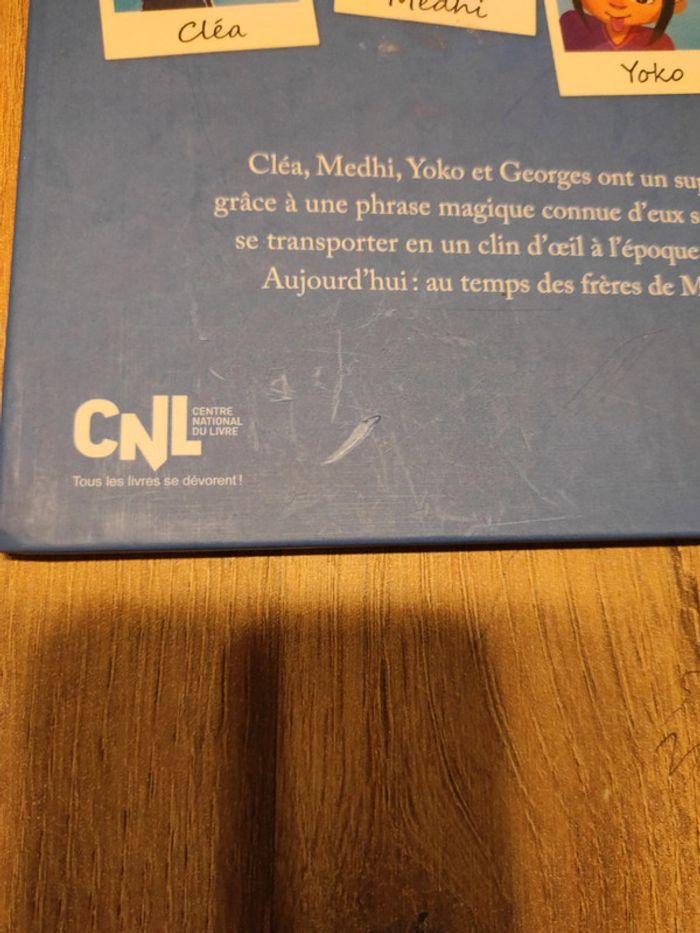 Cléa
Medhi
Yoko
Cléa, Medhi, Yoko et Georges ont un
grâce à une phrase magique connue d'eux
se transporter en un clin d'œil à l'époque
Aujourd'hui : au temps des frères de
CNL
CENTRE
NATIONAL
DU LIVRE
Tous les livres se dévorent !